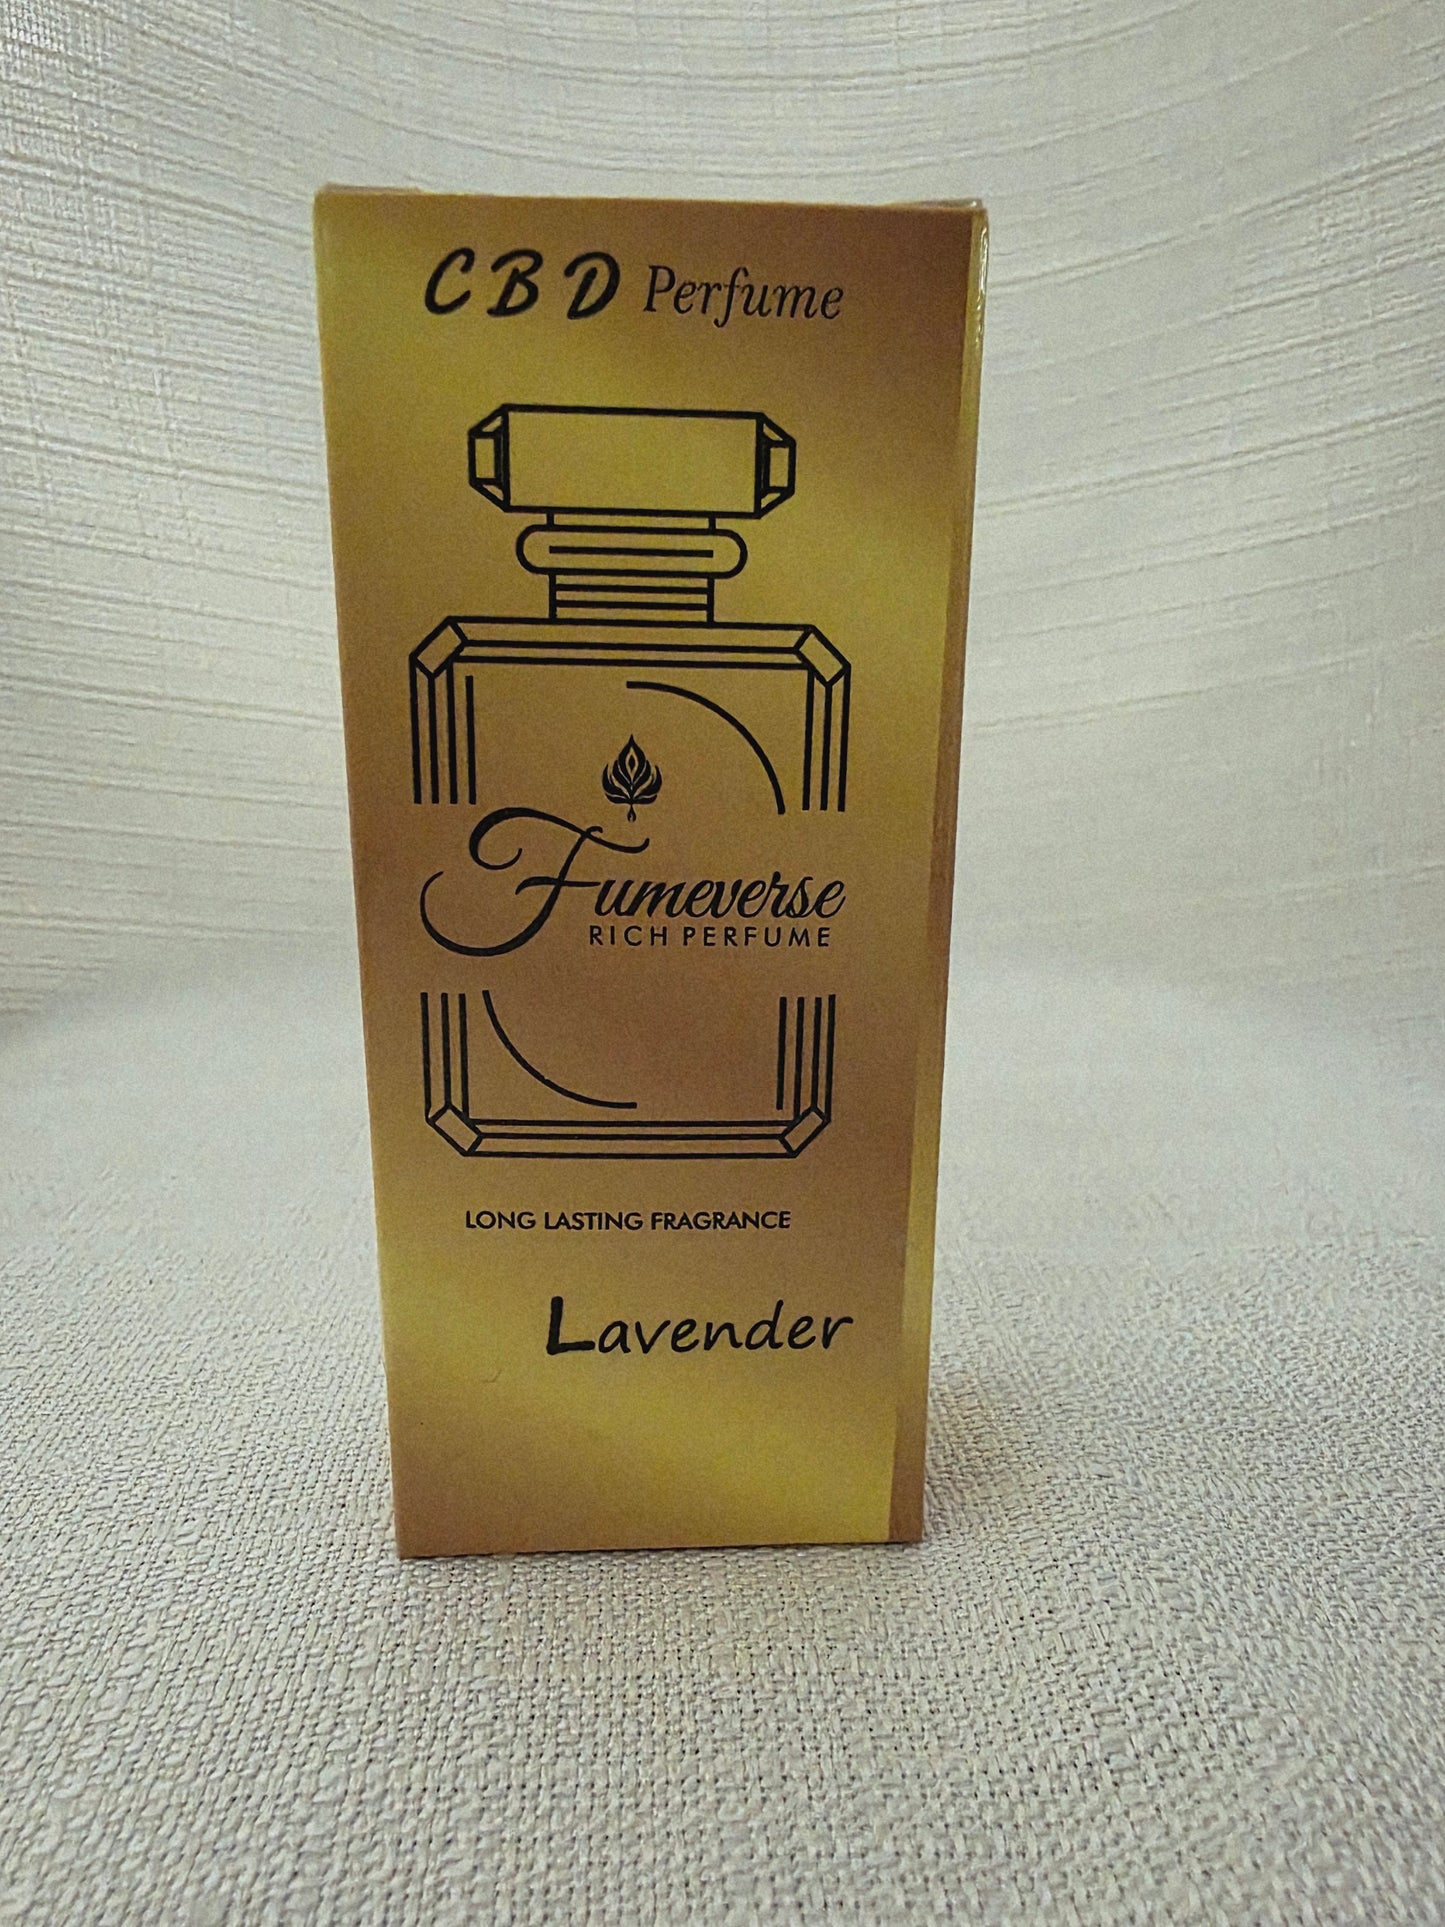 CBD Perfume
Fumeverse
RICH PERFUME
LONG LASTING FRAGRANCE
Lavender